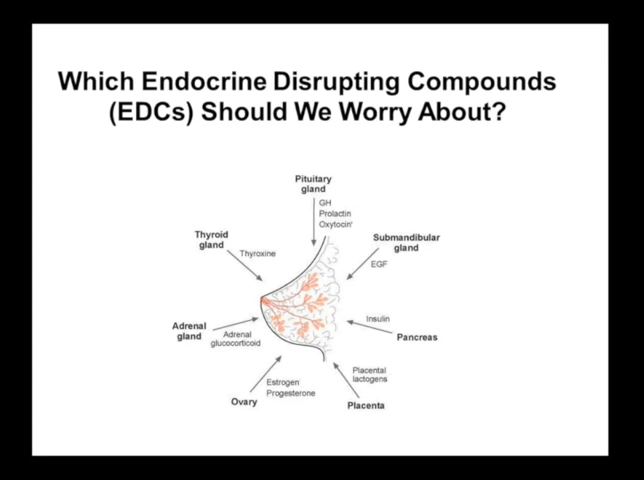 Which Endocrine Disrupting Compounds
(EDCs) Should We Worry About?
Pituitary
gland
GH
Prolactin
Oxytocin'
Thyroid
gland
Thyroxine
Submandibular
gland
EGF
Insulin
Pancreas
Adrenal
gland
Adrenal
glucocorticoid
Placental
lactogens
Placenta
Estrogen
Progesterone
Ovary